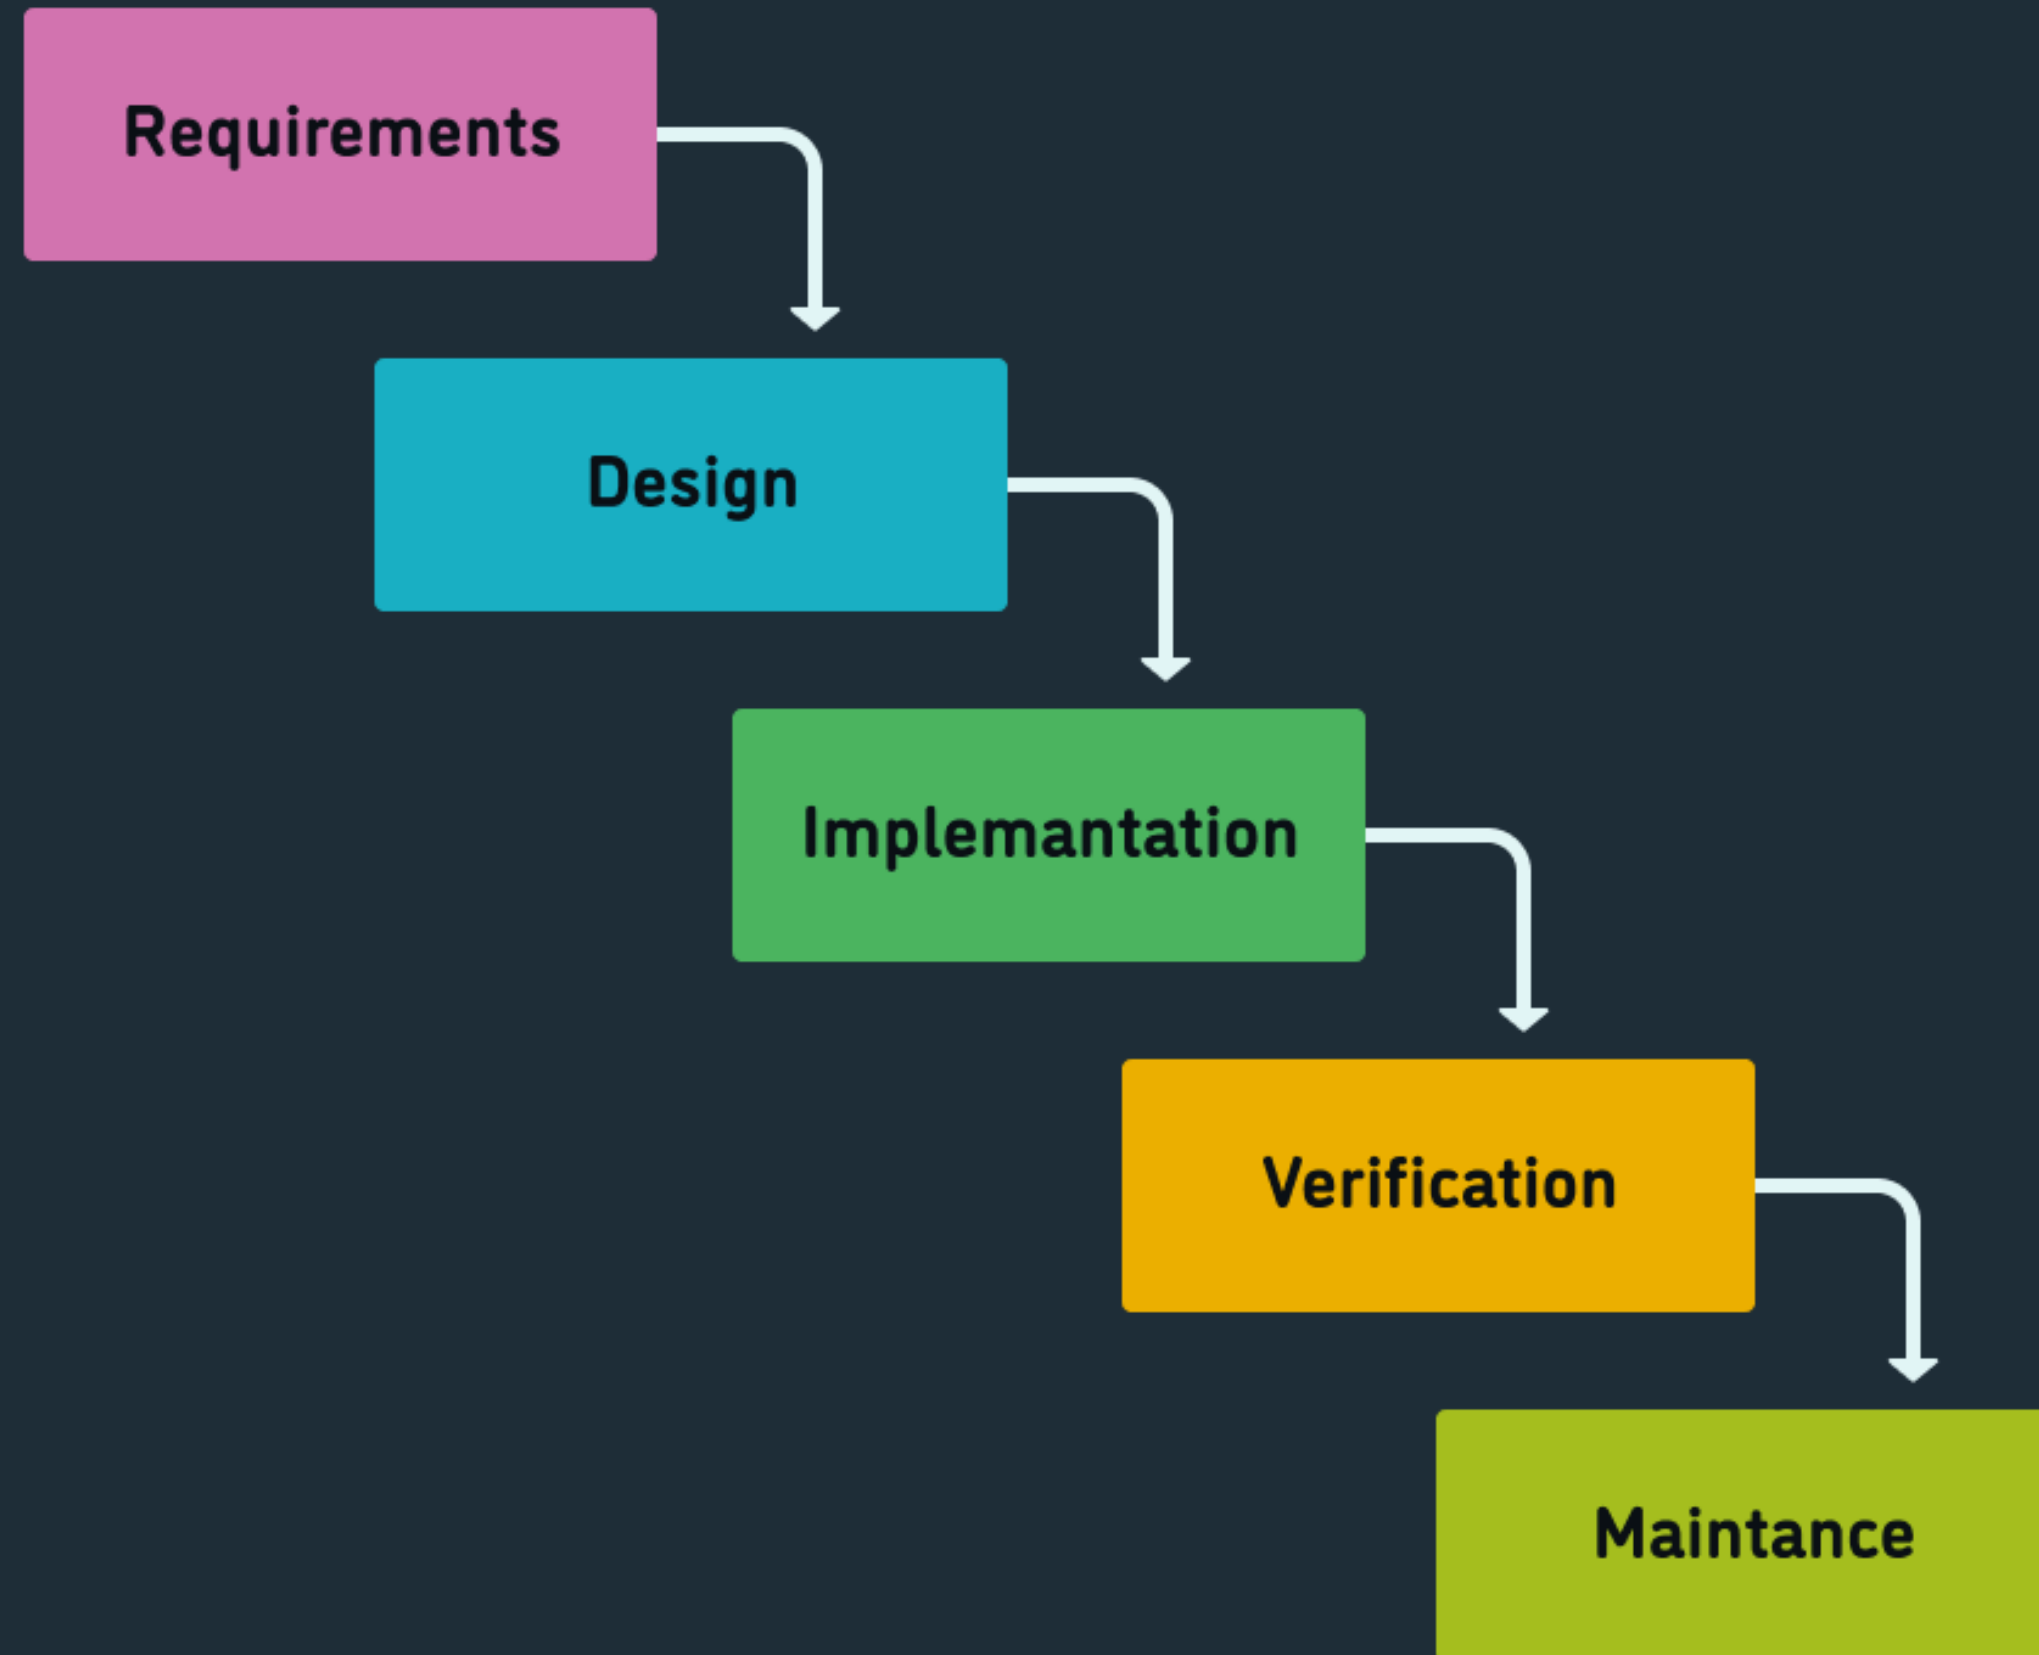 Requirements
Design
Implemantation
Verification
Maintance